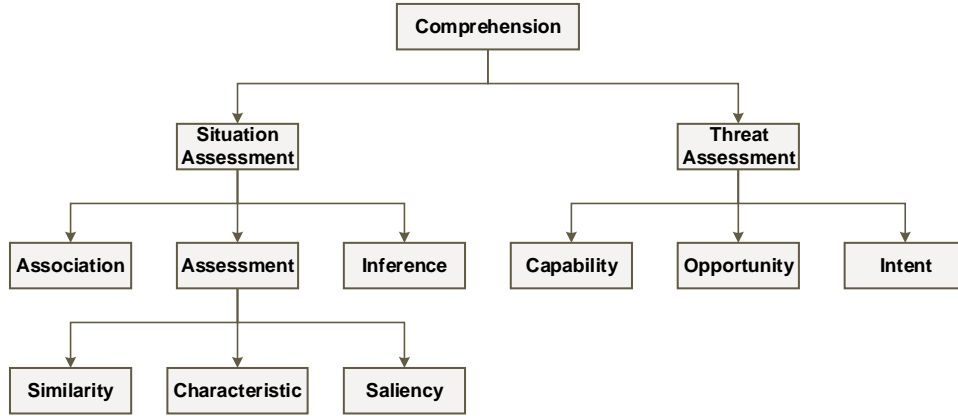 Comprehension
Situation
Assessment
Threat
Assessment
Association
Assessment
Inference
Capability
Opportunity
Intent
Similarity
Characteristic
Saliency